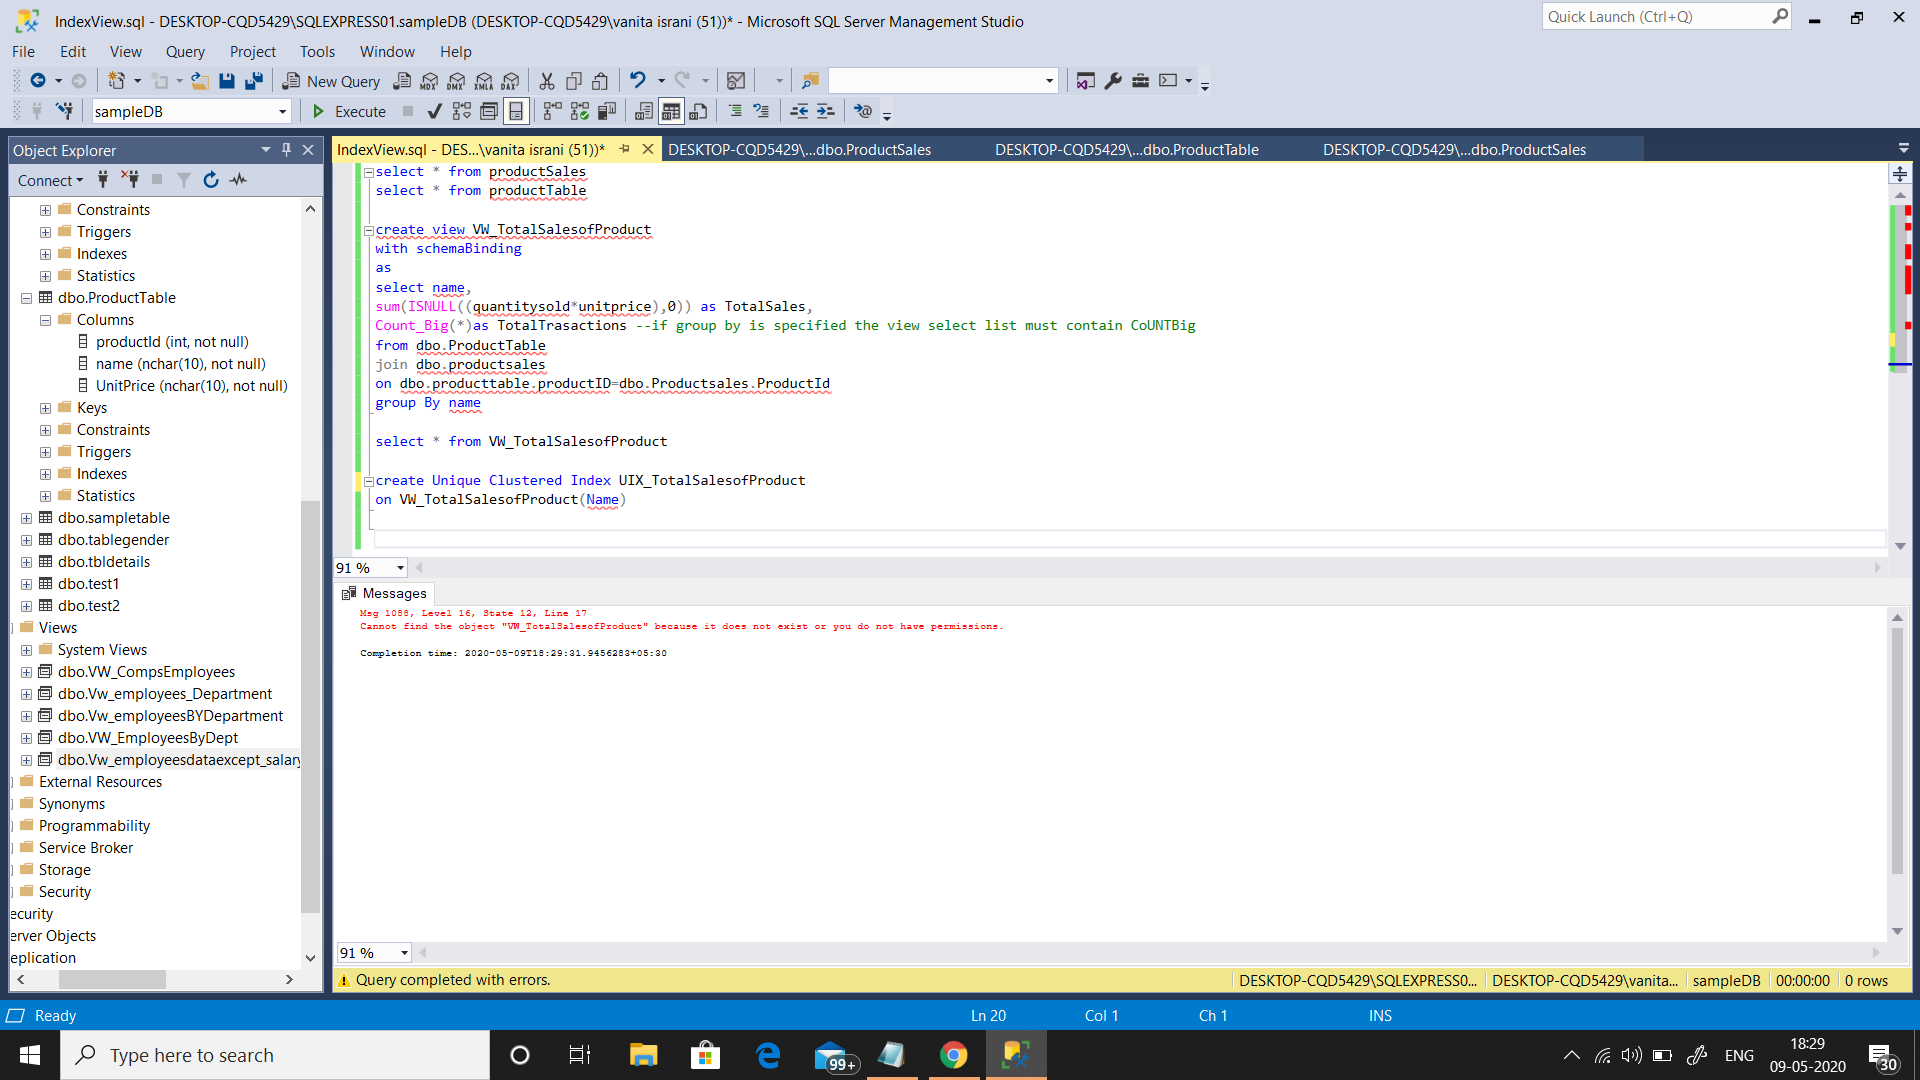 IndexView.sql - DESKTOP-CQD5429\SQLEXPRESS01.sampleDB (DESKTOP-CQD5429\vanita israni (51))* - Microsoft SQL Server Management Studio
Quick Launch (Ctrl+Q)
File Edit View Query Project Tools Window Help
New Query MDX DMX XMLA DAX
sampleDB Execute
Object Explorer
Connect
Constraints
Triggers
Indexes
Statistics
dbo.ProductTable
Columns
productId (int, not null)
name (nchar(10), not null)
UnitPrice (nchar(10), not null)
Keys
Constraints
Triggers
Indexes
Statistics
dbo.sampletable
dbo.tablegender
dbo.tbldetails
dbo.test1
dbo.test2
Views
System Views
dbo.VW_CompsEmployees
dbo.Vw_employees_Department
dbo.Vw_employeesBYDepartment
dbo.VW_EmployeesByDept
dbo.Vw_employeesdataexcept_salary
External Resources
Synonyms
Programmability
Service Broker
Storage
Security
ecurity
erver Objects
eplication
IndexView.sql - DES...\vanita israni (51))* DESKTOP-CQD5429\...dbo.ProductSales DESKTOP-CQD5429\...dbo.ProductTable DESKTOP-CQD5429\...dbo.ProductSales
select * from productSales
select * from productTable
create view VW_TotalSalesofProduct
with schemaBinding
as
select name,
sum(ISNULL((quantitysold*unitprice),0)) as TotalSales,
Count_Big(*)as TotalTrasactions --if group by is specified the view select list must contain CoUNTBig
from dbo.ProductTable
join dbo.productsales
on dbo.producttable.productID=dbo.Productsales.ProductId
group By name
select * from VW_TotalSalesofProduct
create Unique Clustered Index UIX_TotalSalesofProduct
on VW_TotalSalesofProduct(Name)
91 %
Messages
Msg 1088, Level 16, State 12, Line 17
Cannot find the object "VW_TotalSalesofProduct" because it does not exist or you do not have permissions.
Completion time: 2020-05-09T18:29:31.9456283+05:30
91 %
Query completed with errors. DESKTOP-CQD5429\SQLEXPRESS0... DESKTOP-CQD5429\vanita... sampleDB 00:00:00 0 rows
Ready Ln 20 Col 1 Ch 1 INS
Type here to search
99+
ENG
18:29
09-05-2020
30